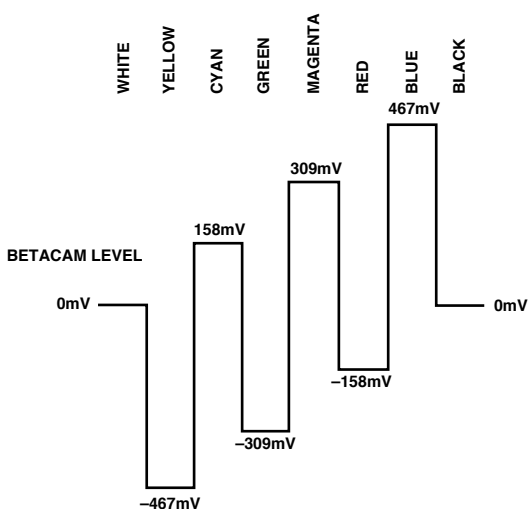 WHITE
YELLOW
CYAN
GREEN
MAGENTA
RED
BLUE
BLACK
467mV
309mV
158mV
BETACAM LEVEL
0mV
0mV
–158mV
–309mV
–467mV